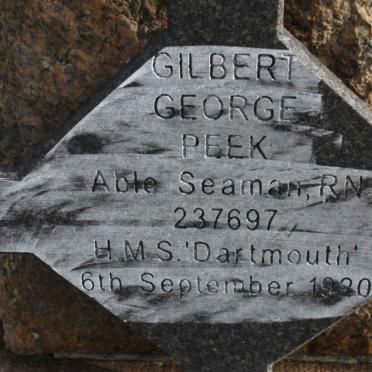 GILBERT
GEORGE
PEEK
Able Seaman, RN
237697,
H.M.S.'Dartmouth'
6th September 1920